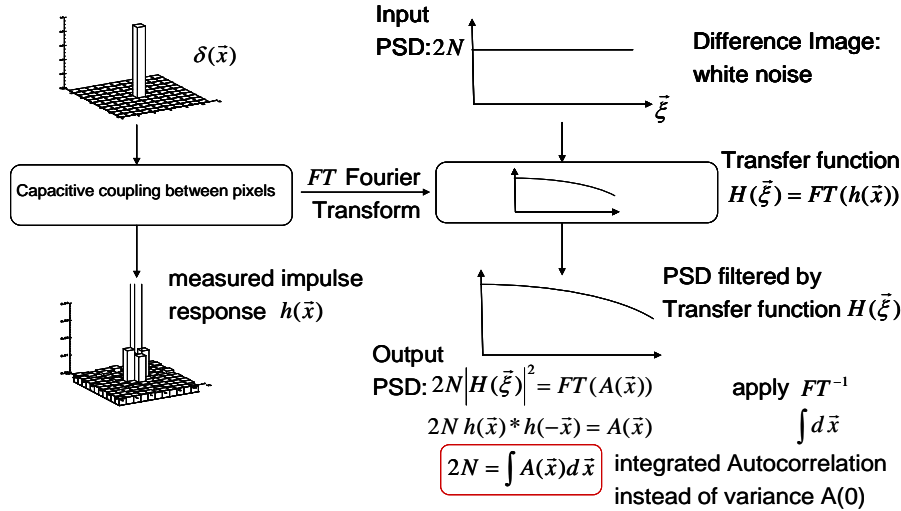 δ(x⃗)
Input
PSD: 2N
Difference Image:
white noise
ξ⃗
Capacitive coupling between pixels
FT Fourier
Transform
Transfer function
H(ξ⃗) = FT(h(x⃗))
measured impulse
response h(x⃗)
PSD filtered by
Transfer function H(ξ⃗)
Output
PSD: 2N|H(ξ⃗)|² = FT(A(x⃗))
apply FT⁻¹
2N h(x⃗) * h(−x⃗) = A(x⃗)
∫ dx⃗
2N = ∫ A(x⃗)dx⃗
integrated Autocorrelation
instead of variance A(0)